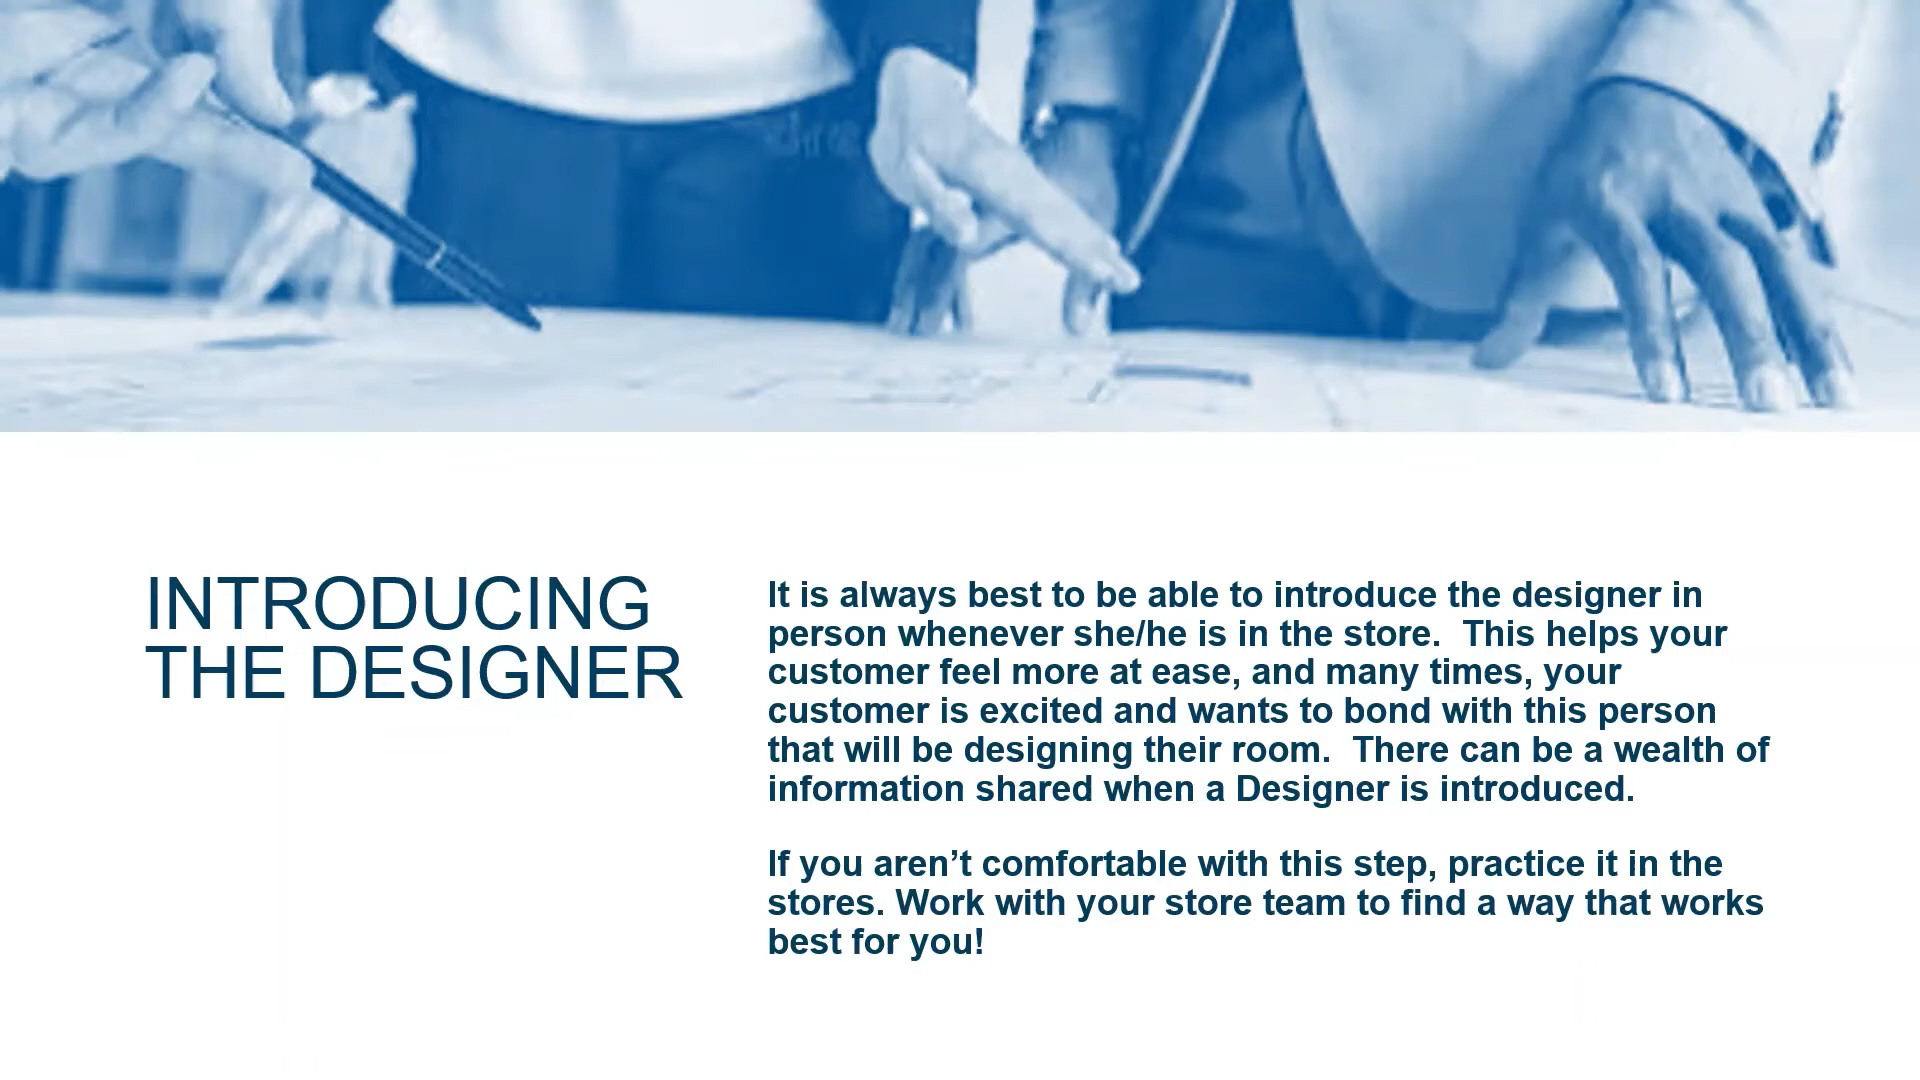 INTRODUCING
THE DESIGNER
It is always best to be able to introduce the designer in
person whenever she/he is in the store.  This helps your
customer feel more at ease, and many times, your
customer is excited and wants to bond with this person
that will be designing their room.  There can be a wealth of
information shared when a Designer is introduced.
If you aren’t comfortable with this step, practice it in the
stores. Work with your store team to find a way that works
best for you!